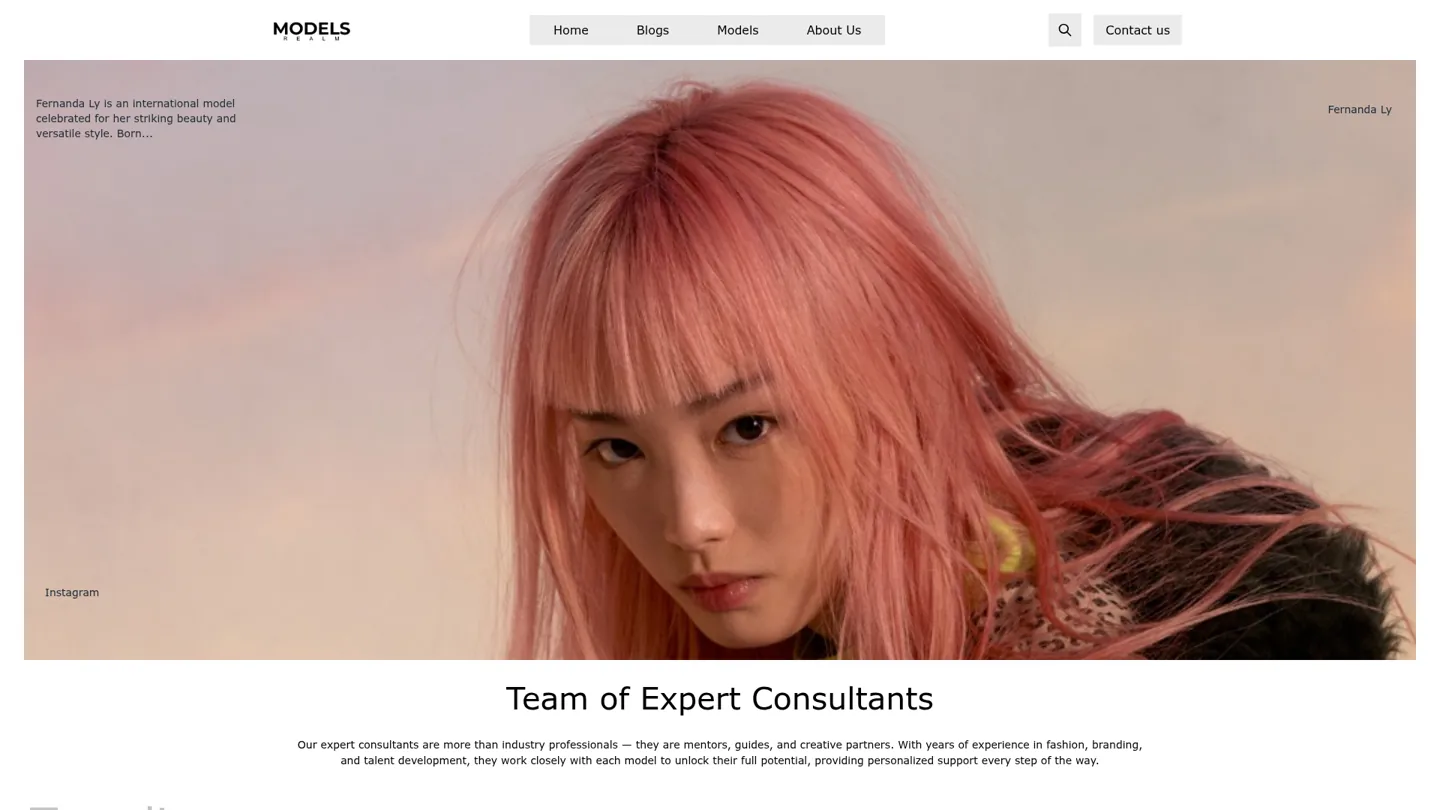 MODELS
REALM
Home
Blogs
Models
About Us
Contact us
Fernanda Ly is an international model
celebrated for her striking beauty and
versatile style. Born...
Fernanda Ly
Instagram
Team of Expert Consultants
Our expert consultants are more than industry professionals — they are mentors, guides, and creative partners. With years of experience in fashion, branding,
and talent development, they work closely with each model to unlock their full potential, providing personalized support every step of the way.